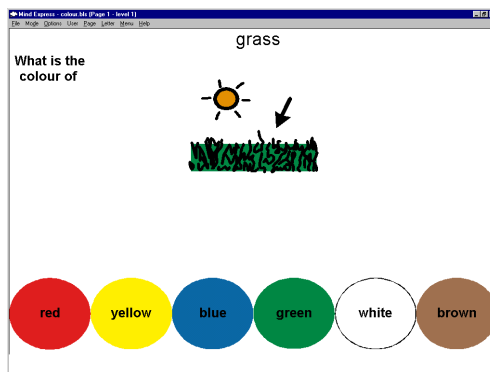 Mind Express - colour.bls (Page 1 - level 1)
File Mode Options User Page Letter Menu Help
grass
What is the
colour of
red yellow blue green white brown